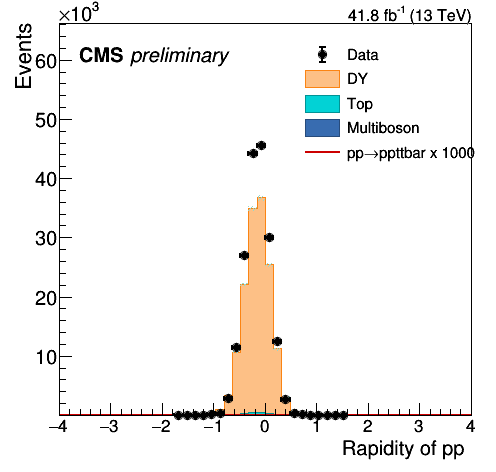 ×10³
41.8 fb⁻¹ (13 TeV)
Events
CMS preliminary
Data
DY
Top
Multiboson
pp→ppttbar x 1000
60
50
40
30
20
10
−4 −3 −2 −1 0 1 2 3 4
Rapidity of pp